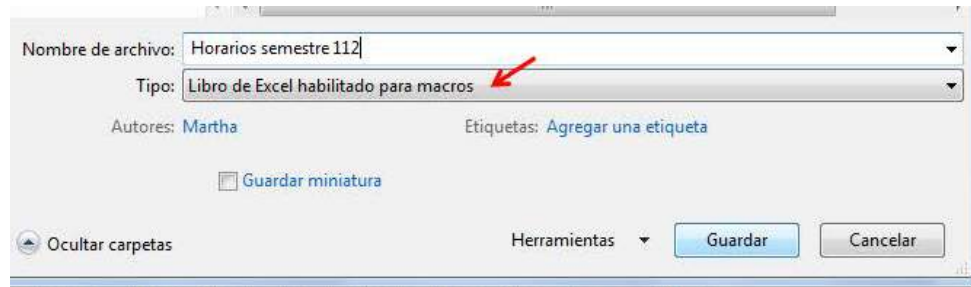 Nombre de archivo: Horarios semestre 112
Tipo: Libro de Excel habilitado para macros
Autores: Martha Etiquetas: Agregar una etiqueta
Guardar miniatura
Ocultar carpetas Herramientas Guardar Cancelar